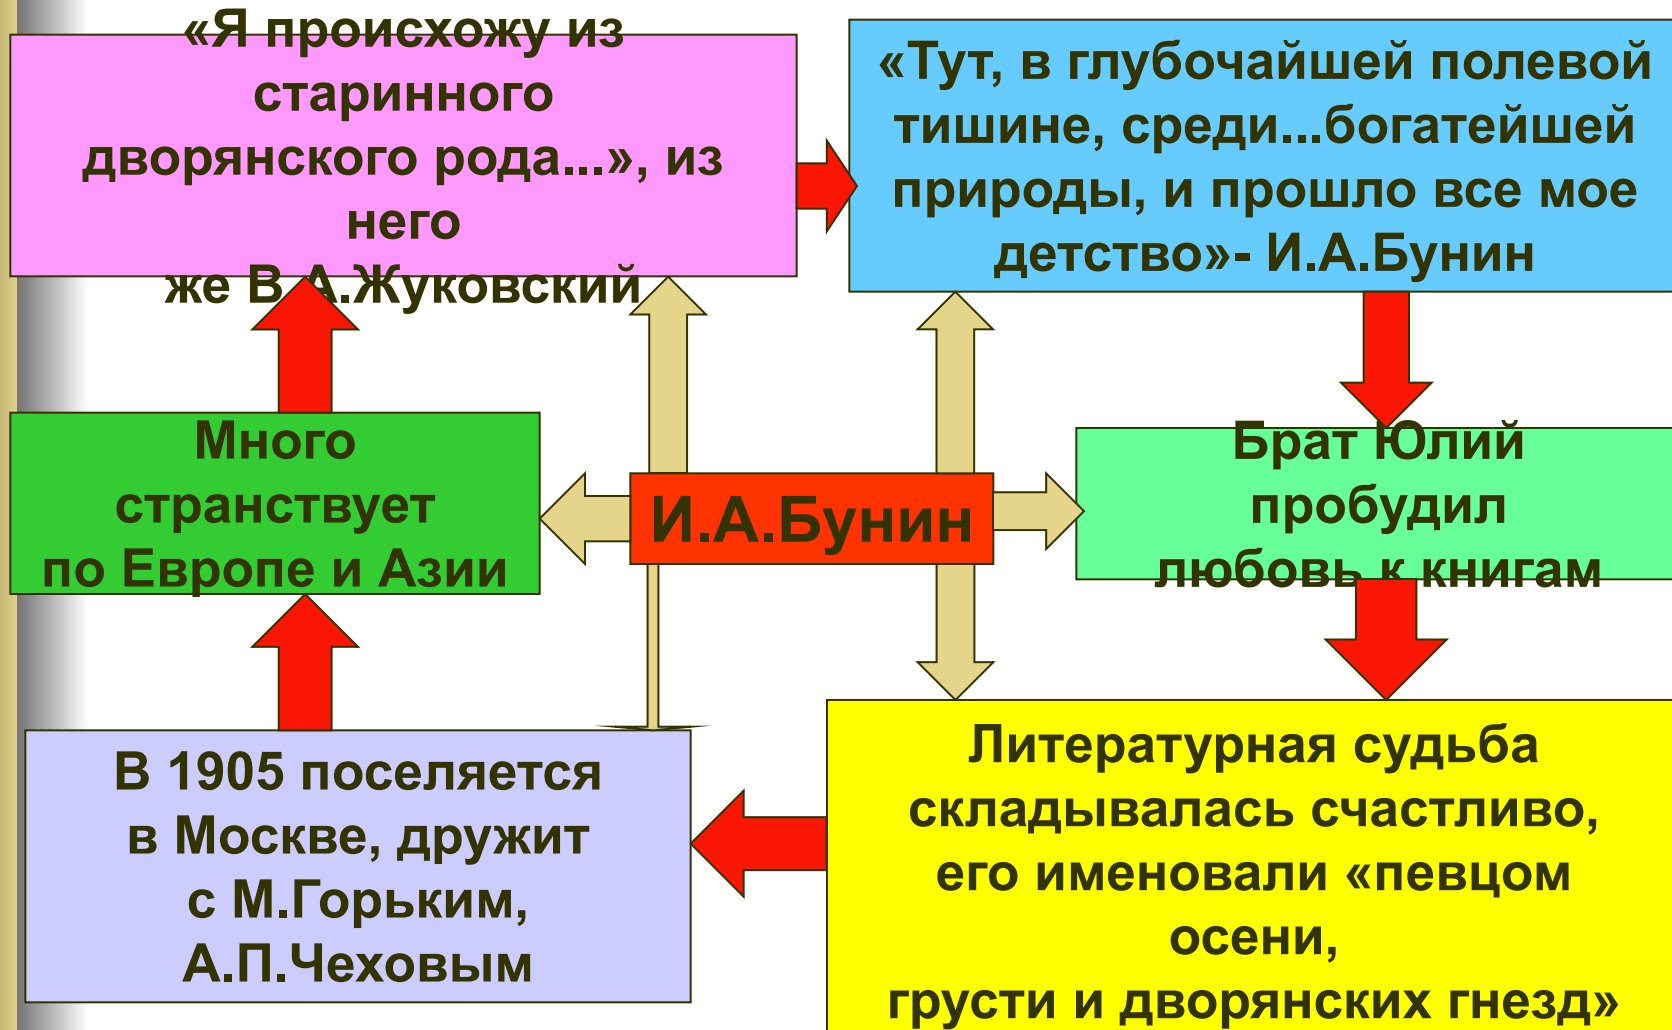 «Я происхожу из
старинного
дворянского рода...», из
него
же В.А.Жуковский
«Тут, в глубочайшей полевой
тишине, среди...богатейшей
природы, и прошло все мое
детство»- И.А.Бунин
Много
странствует
по Европе и Азии
И.А.Бунин
Брат Юлий
пробудил
любовь к книгам
В 1905 поселяется
в Москве, дружит
с М.Горьким,
А.П.Чеховым
Литературная судьба
складывалась счастливо,
его именовали «певцом
осени,
грусти и дворянских гнезд»